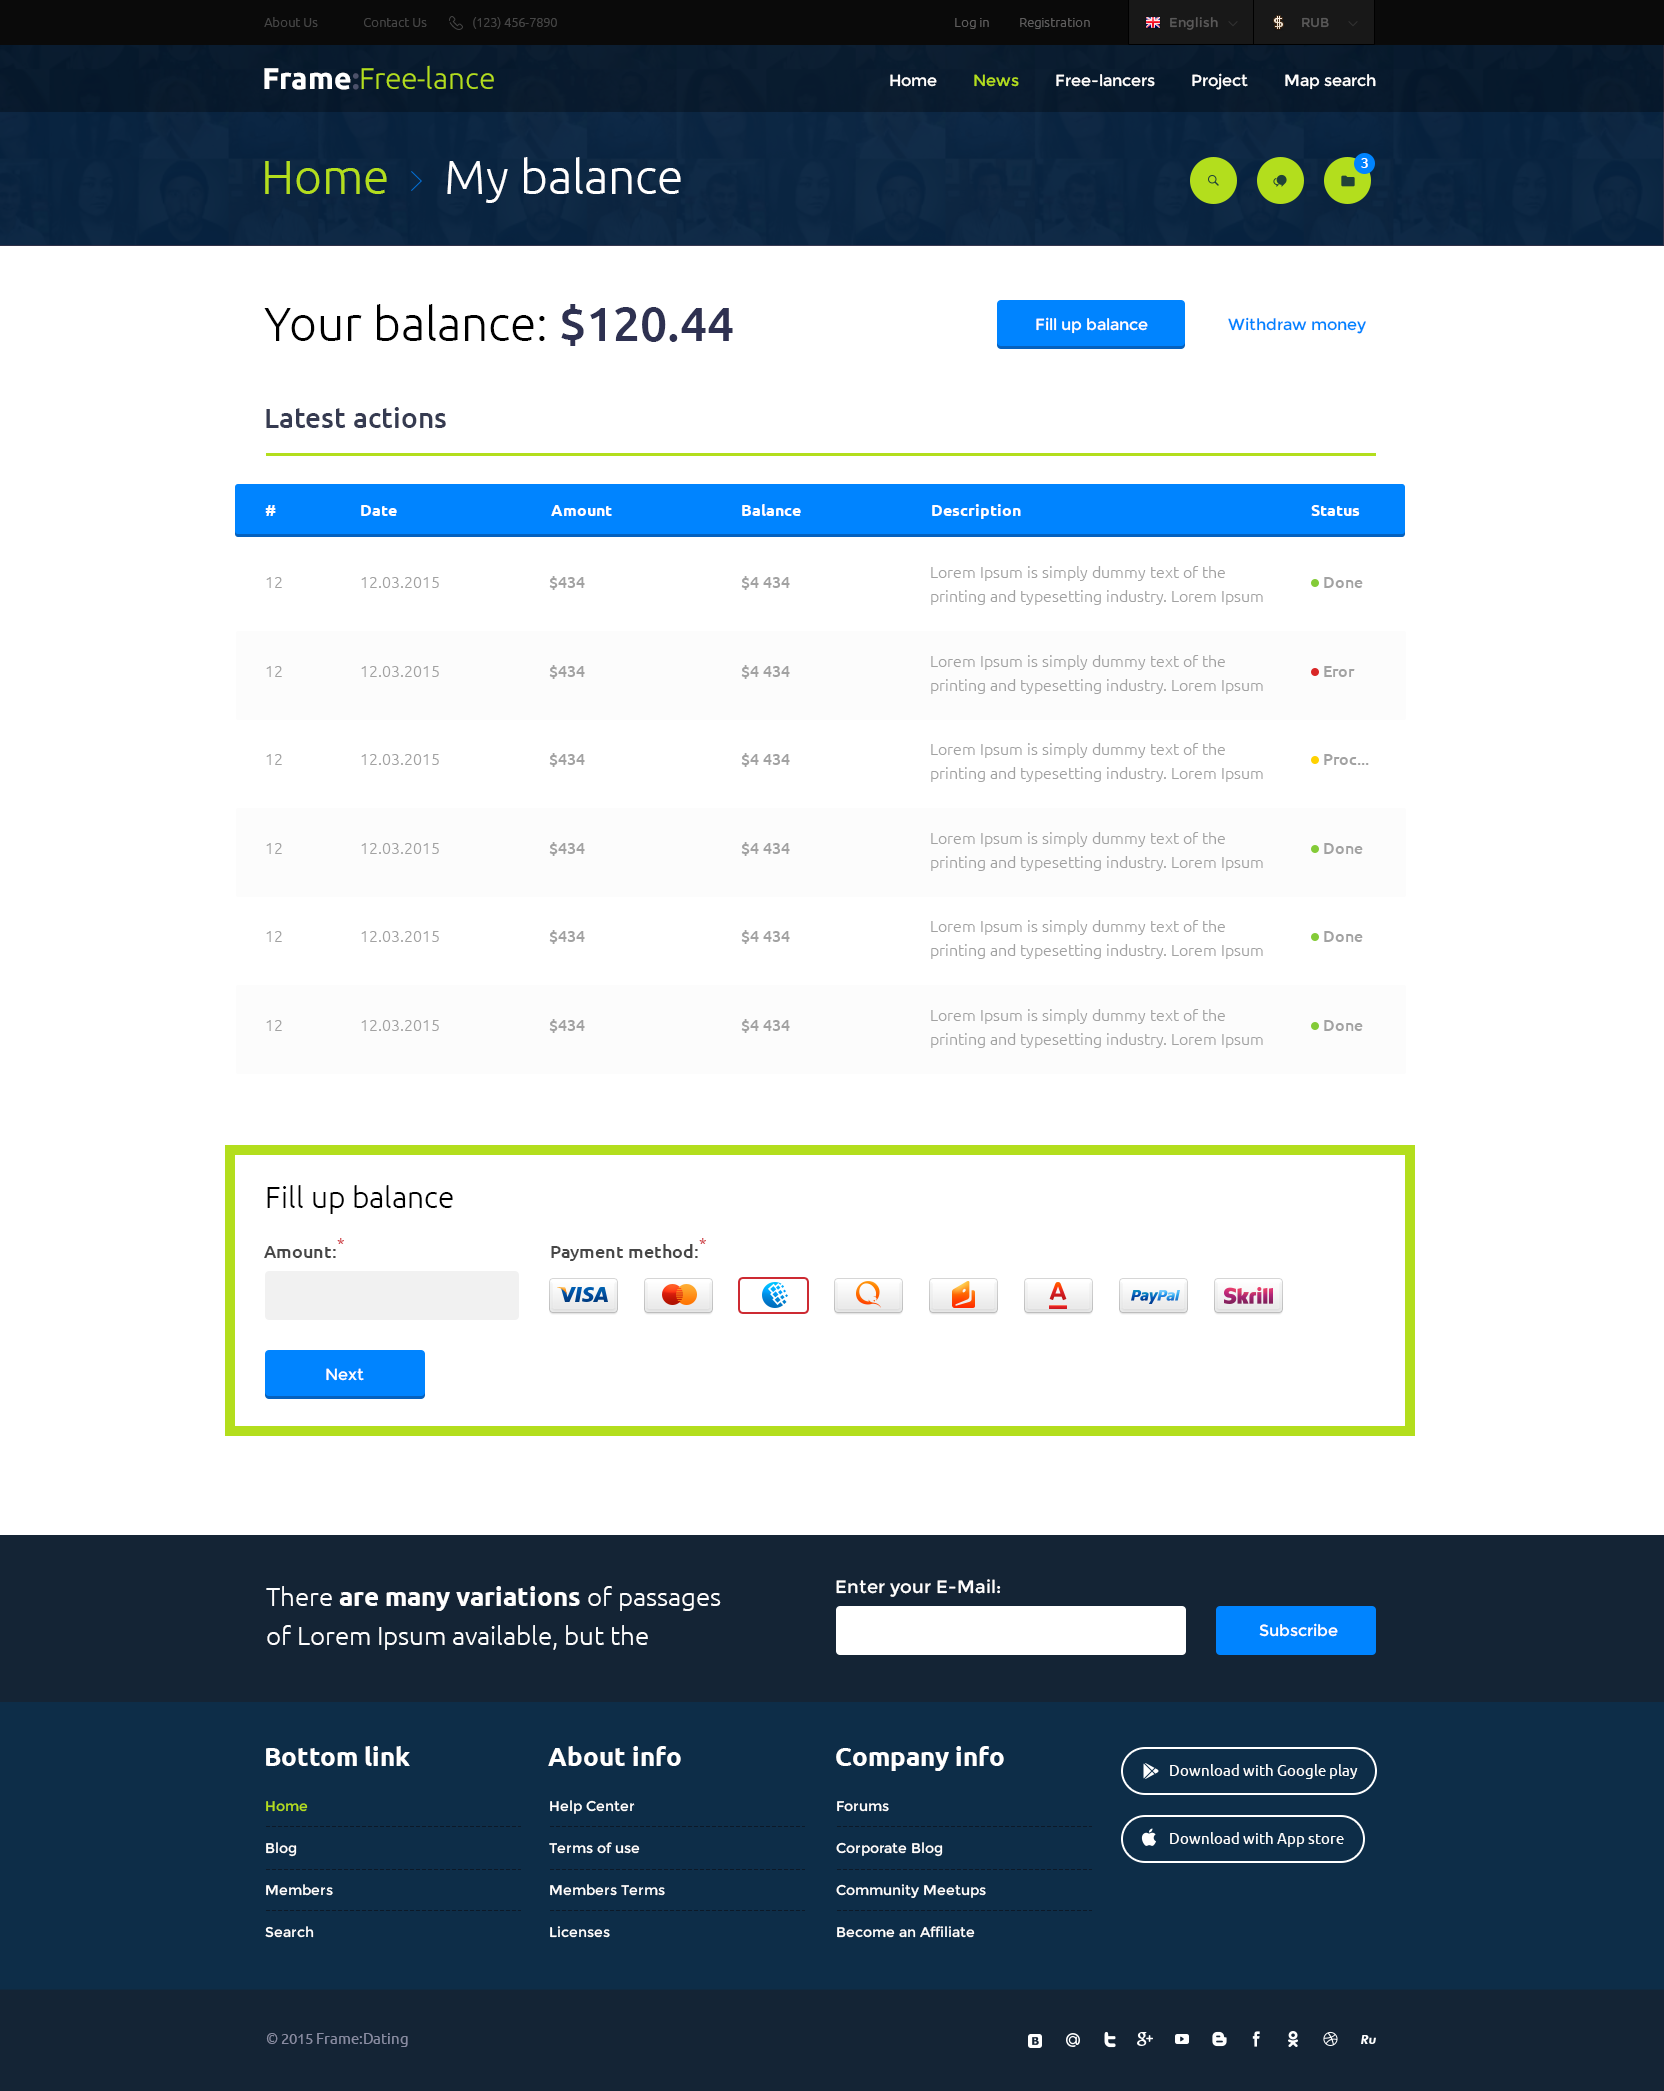 About Us Contact Us (123) 456-7890 Log in Registration English $ RUB
Frame:Free-lance Home News Free-lancers Project Map search
Home > My balance 3
Your balance: $120.44 Fill up balance Withdraw money
Latest actions
# Date Amount Balance Description Status
12 12.03.2015 $434 $4 434 Lorem Ipsum is simply dummy text of the
printing and typesetting industry. Lorem Ipsum Done
12 12.03.2015 $434 $4 434 Lorem Ipsum is simply dummy text of the
printing and typesetting industry. Lorem Ipsum Eror
12 12.03.2015 $434 $4 434 Lorem Ipsum is simply dummy text of the
printing and typesetting industry. Lorem Ipsum Proc...
12 12.03.2015 $434 $4 434 Lorem Ipsum is simply dummy text of the
printing and typesetting industry. Lorem Ipsum Done
12 12.03.2015 $434 $4 434 Lorem Ipsum is simply dummy text of the
printing and typesetting industry. Lorem Ipsum Done
12 12.03.2015 $434 $4 434 Lorem Ipsum is simply dummy text of the
printing and typesetting industry. Lorem Ipsum Done
Fill up balance
Amount:* Payment method:*
VISA PayPal Skrill
Next
There are many variations of passages
of Lorem Ipsum available, but the
Enter your E-Mail:
Subscribe
Bottom link
Home
Blog
Members
Search
About info
Help Center
Terms of use
Members Terms
Licenses
Company info
Forums
Corporate Blog
Community Meetups
Become an Affiliate
Download with Google play
Download with App store
© 2015 Frame:Dating